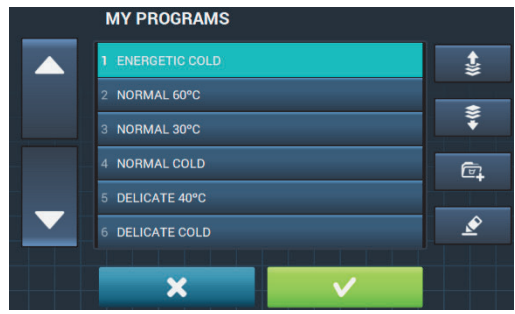 MY PROGRAMS
1 ENERGETIC COLD
2 NORMAL 60ºC
3 NORMAL 30ºC
4 NORMAL COLD
5 DELICATE 40ºC
6 DELICATE COLD